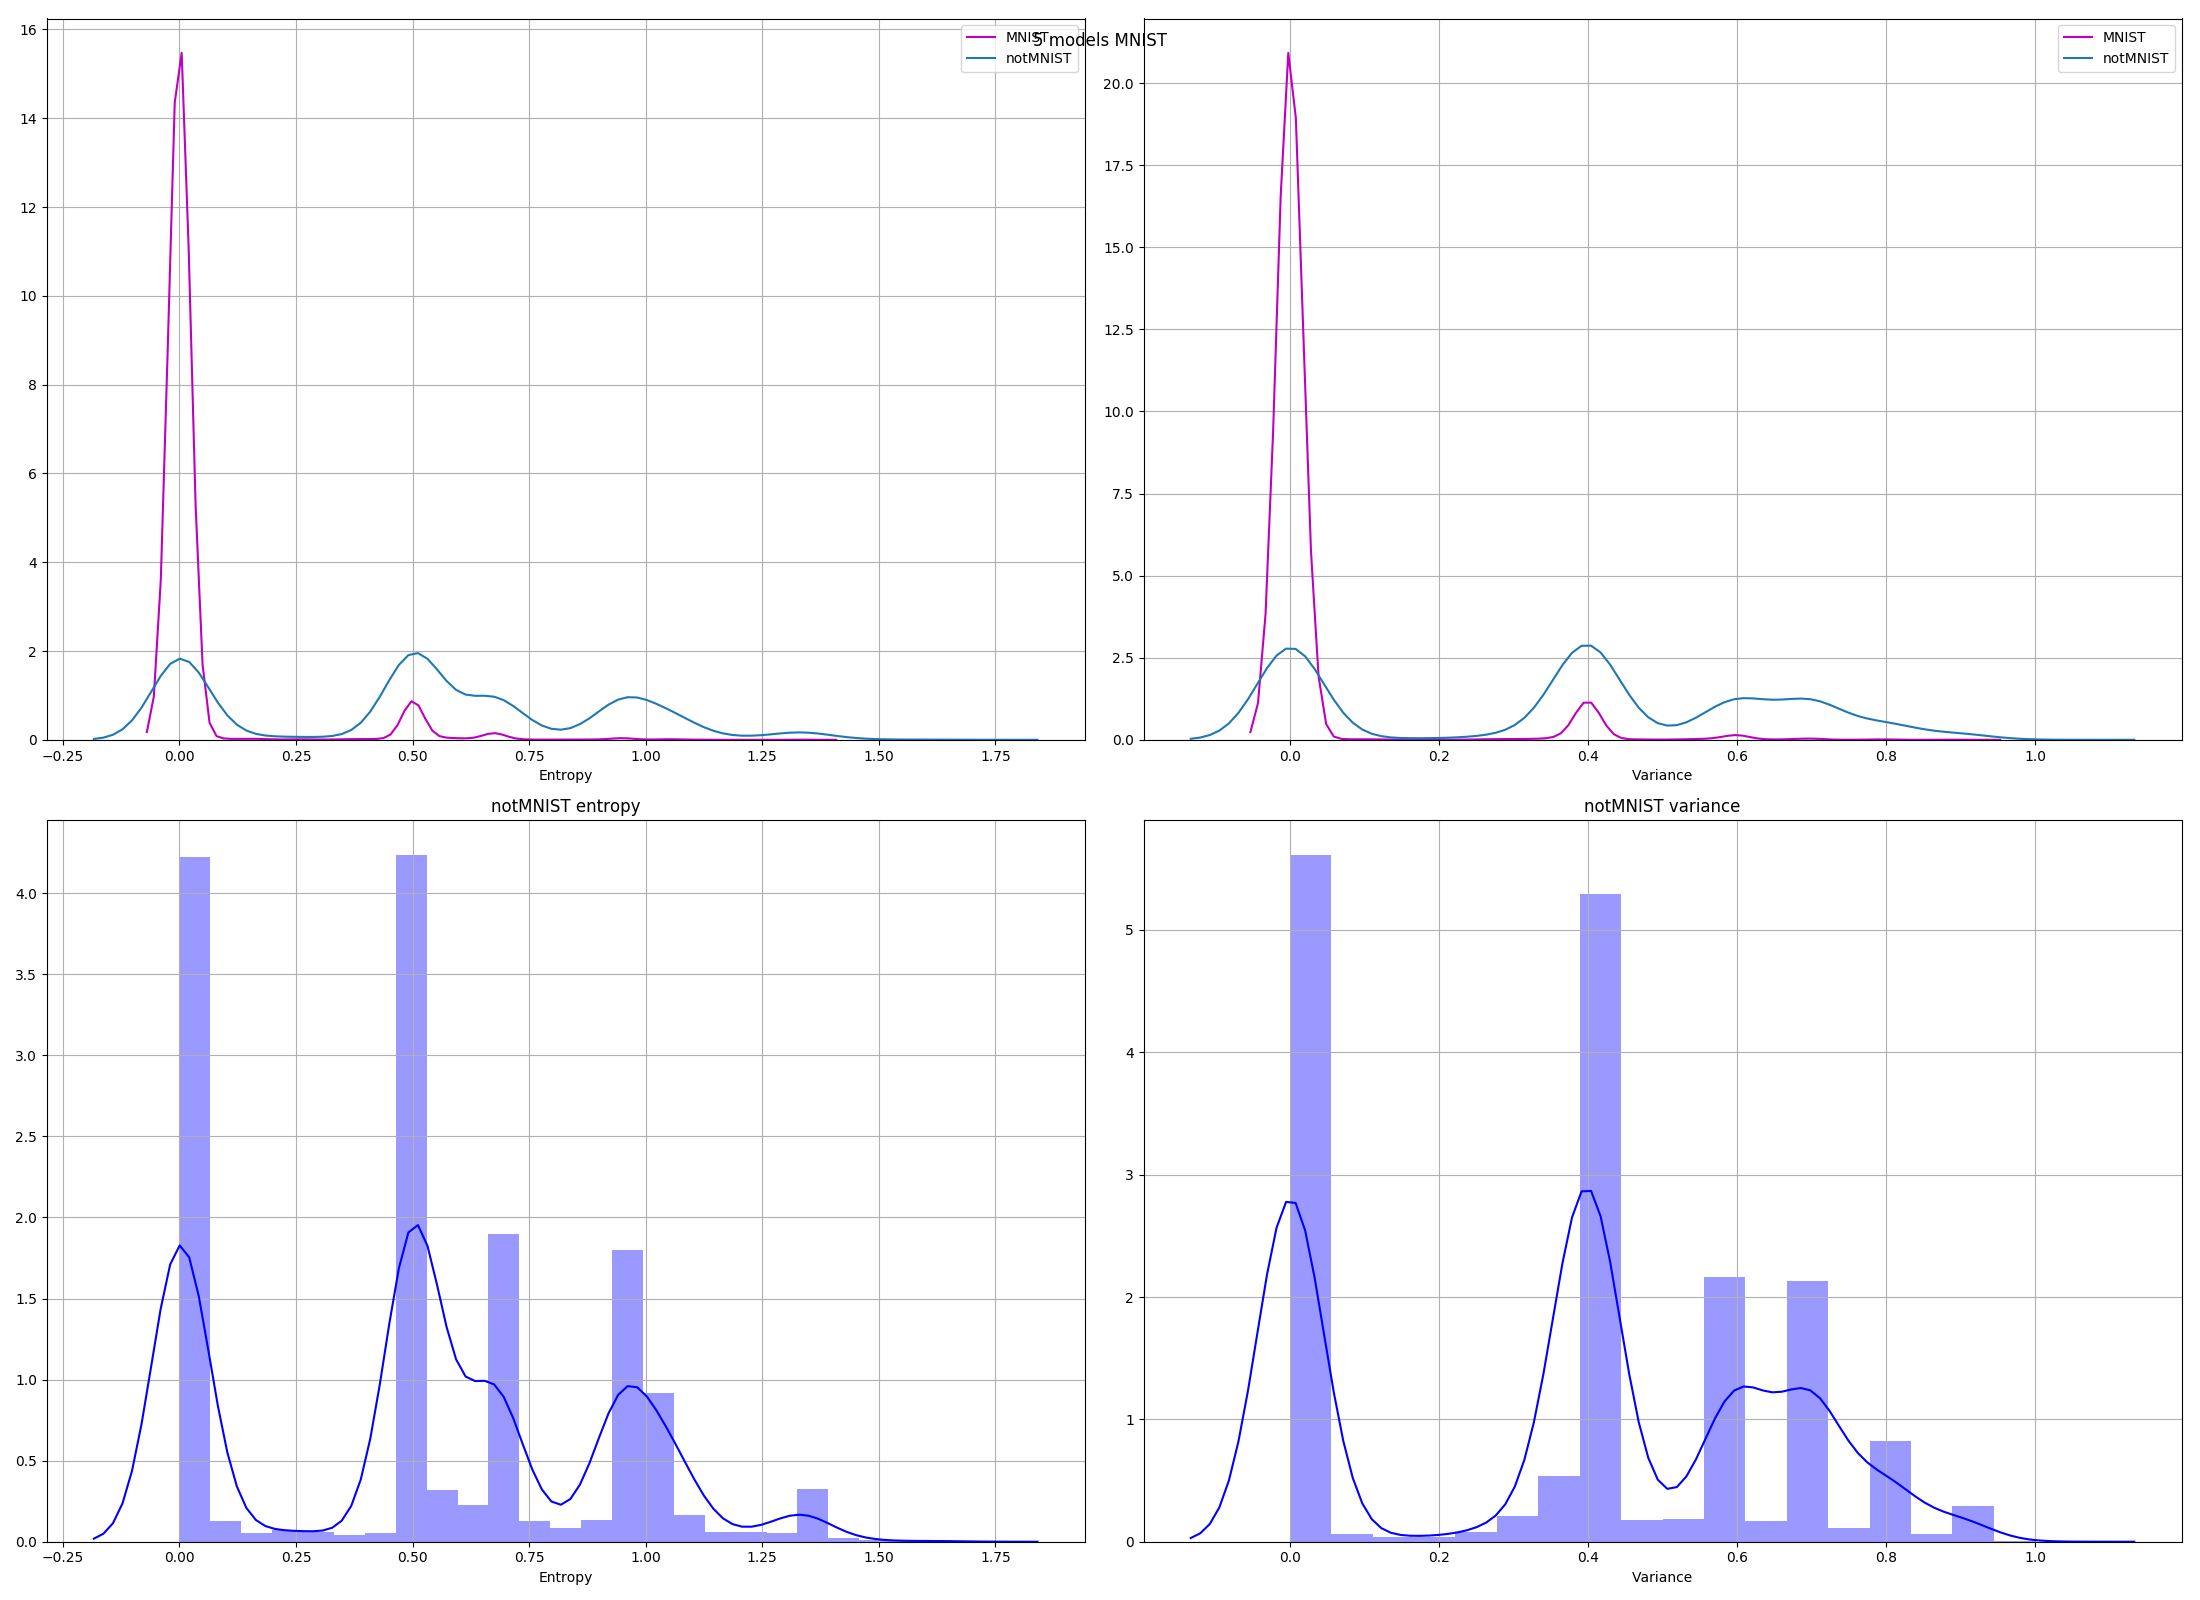 5 models MNIST
16
14
12
10
8
6
4
2
0
MNIST
notMNIST
−0.25 0.00 0.25 0.50 0.75 1.00 1.25 1.50 1.75
Entropy
20.0
17.5
15.0
12.5
10.0
7.5
5.0
2.5
0.0
MNIST
notMNIST
0.0 0.2 0.4 0.6 0.8 1.0
Variance
notMNIST entropy
4.0
3.5
3.0
2.5
2.0
1.5
1.0
0.5
0.0
−0.25 0.00 0.25 0.50 0.75 1.00 1.25 1.50 1.75
Entropy
notMNIST variance
5
4
3
2
1
0
0.0 0.2 0.4 0.6 0.8 1.0
Variance